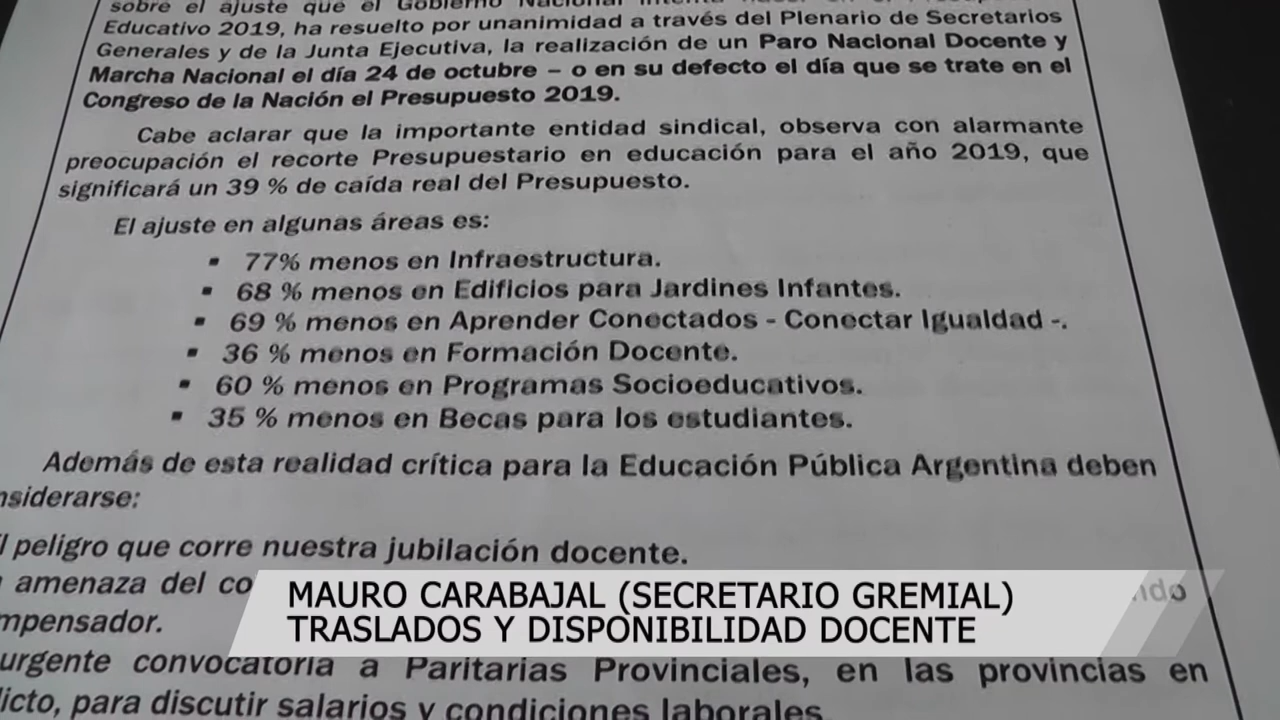 sobre el ajuste que el Gobierno Nacional
Educativo 2019, ha resuelto por unanimidad a través del Plenario de Secretarios
Generales y de la Junta Ejecutiva, la realización de un Paro Nacional Docente y
Marcha Nacional el día 24 de octubre – o en su defecto el día que se trate en el
Congreso de la Nación el Presupuesto 2019.
Cabe aclarar que la importante entidad sindical, observa con alarmante
preocupación el recorte Presupuestario en educación para el año 2019, que
significará un 39 % de caída real del Presupuesto.
El ajuste en algunas áreas es:
▪ 77% menos en Infraestructura.
▪ 68 % menos en Edificios para Jardines Infantes.
▪ 69 % menos en Aprender Conectados - Conectar Igualdad -.
▪ 36 % menos en Formación Docente.
▪ 60 % menos en Programas Socioeducativos.
▪ 35 % menos en Becas para los estudiantes.
Además de esta realidad crítica para la Educación Pública Argentina deben
nsiderarse:
l peligro que corre nuestra jubilación docente.
amenaza del co
mpensador.
MAURO CARABAJAL (SECRETARIO GREMIAL)
TRASLADOS Y DISPONIBILIDAD DOCENTE
urgente convocatoria a Paritarias Provinciales, en las provincias en
licto, para discutir salarios y condiciones laborales.